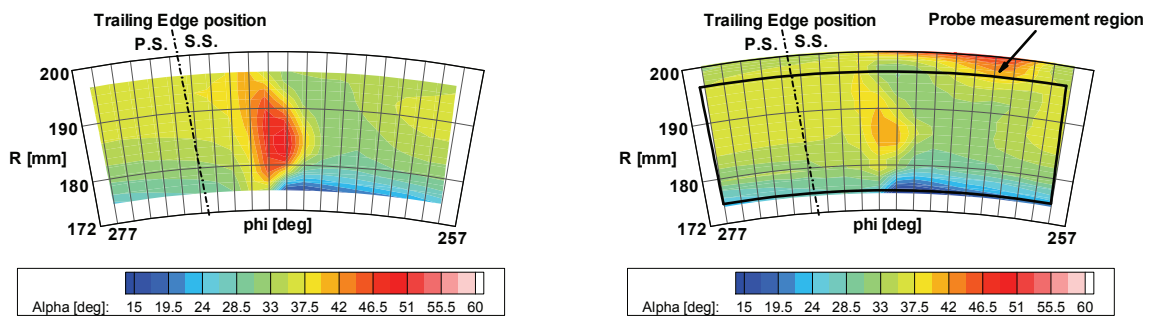 Trailing Edge position
P.S. S.S.
200
190
R [mm]
180
172 277
phi [deg]
257
Alpha [deg]: 15 19.5 24 28.5 33 37.5 42 46.5 51 55.5 60
Trailing Edge position
Probe measurement region
P.S. S.S.
200
190
R [mm]
180
172 277
phi [deg]
257
Alpha [deg]: 15 19.5 24 28.5 33 37.5 42 46.5 51 55.5 60